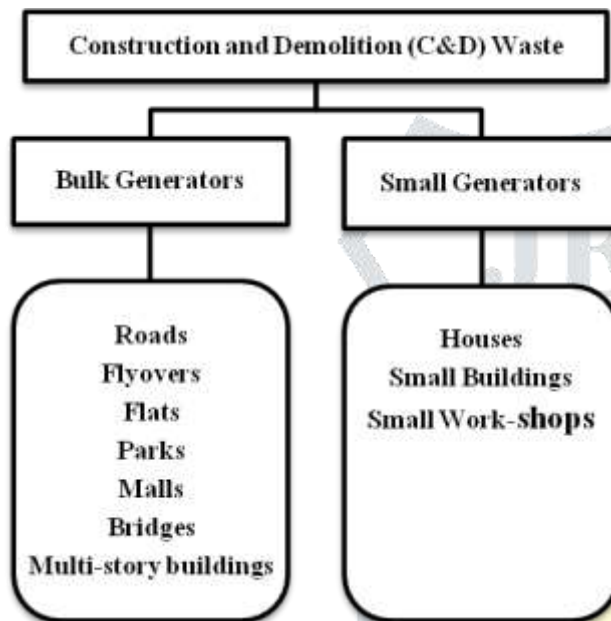 Construction and Demolition (C&D) Waste
Bulk Generators
Small Generators
Roads
Flyovers
Flats
Parks
Malls
Bridges
Multi-story buildings
Houses
Small Buildings
Small Work-shops